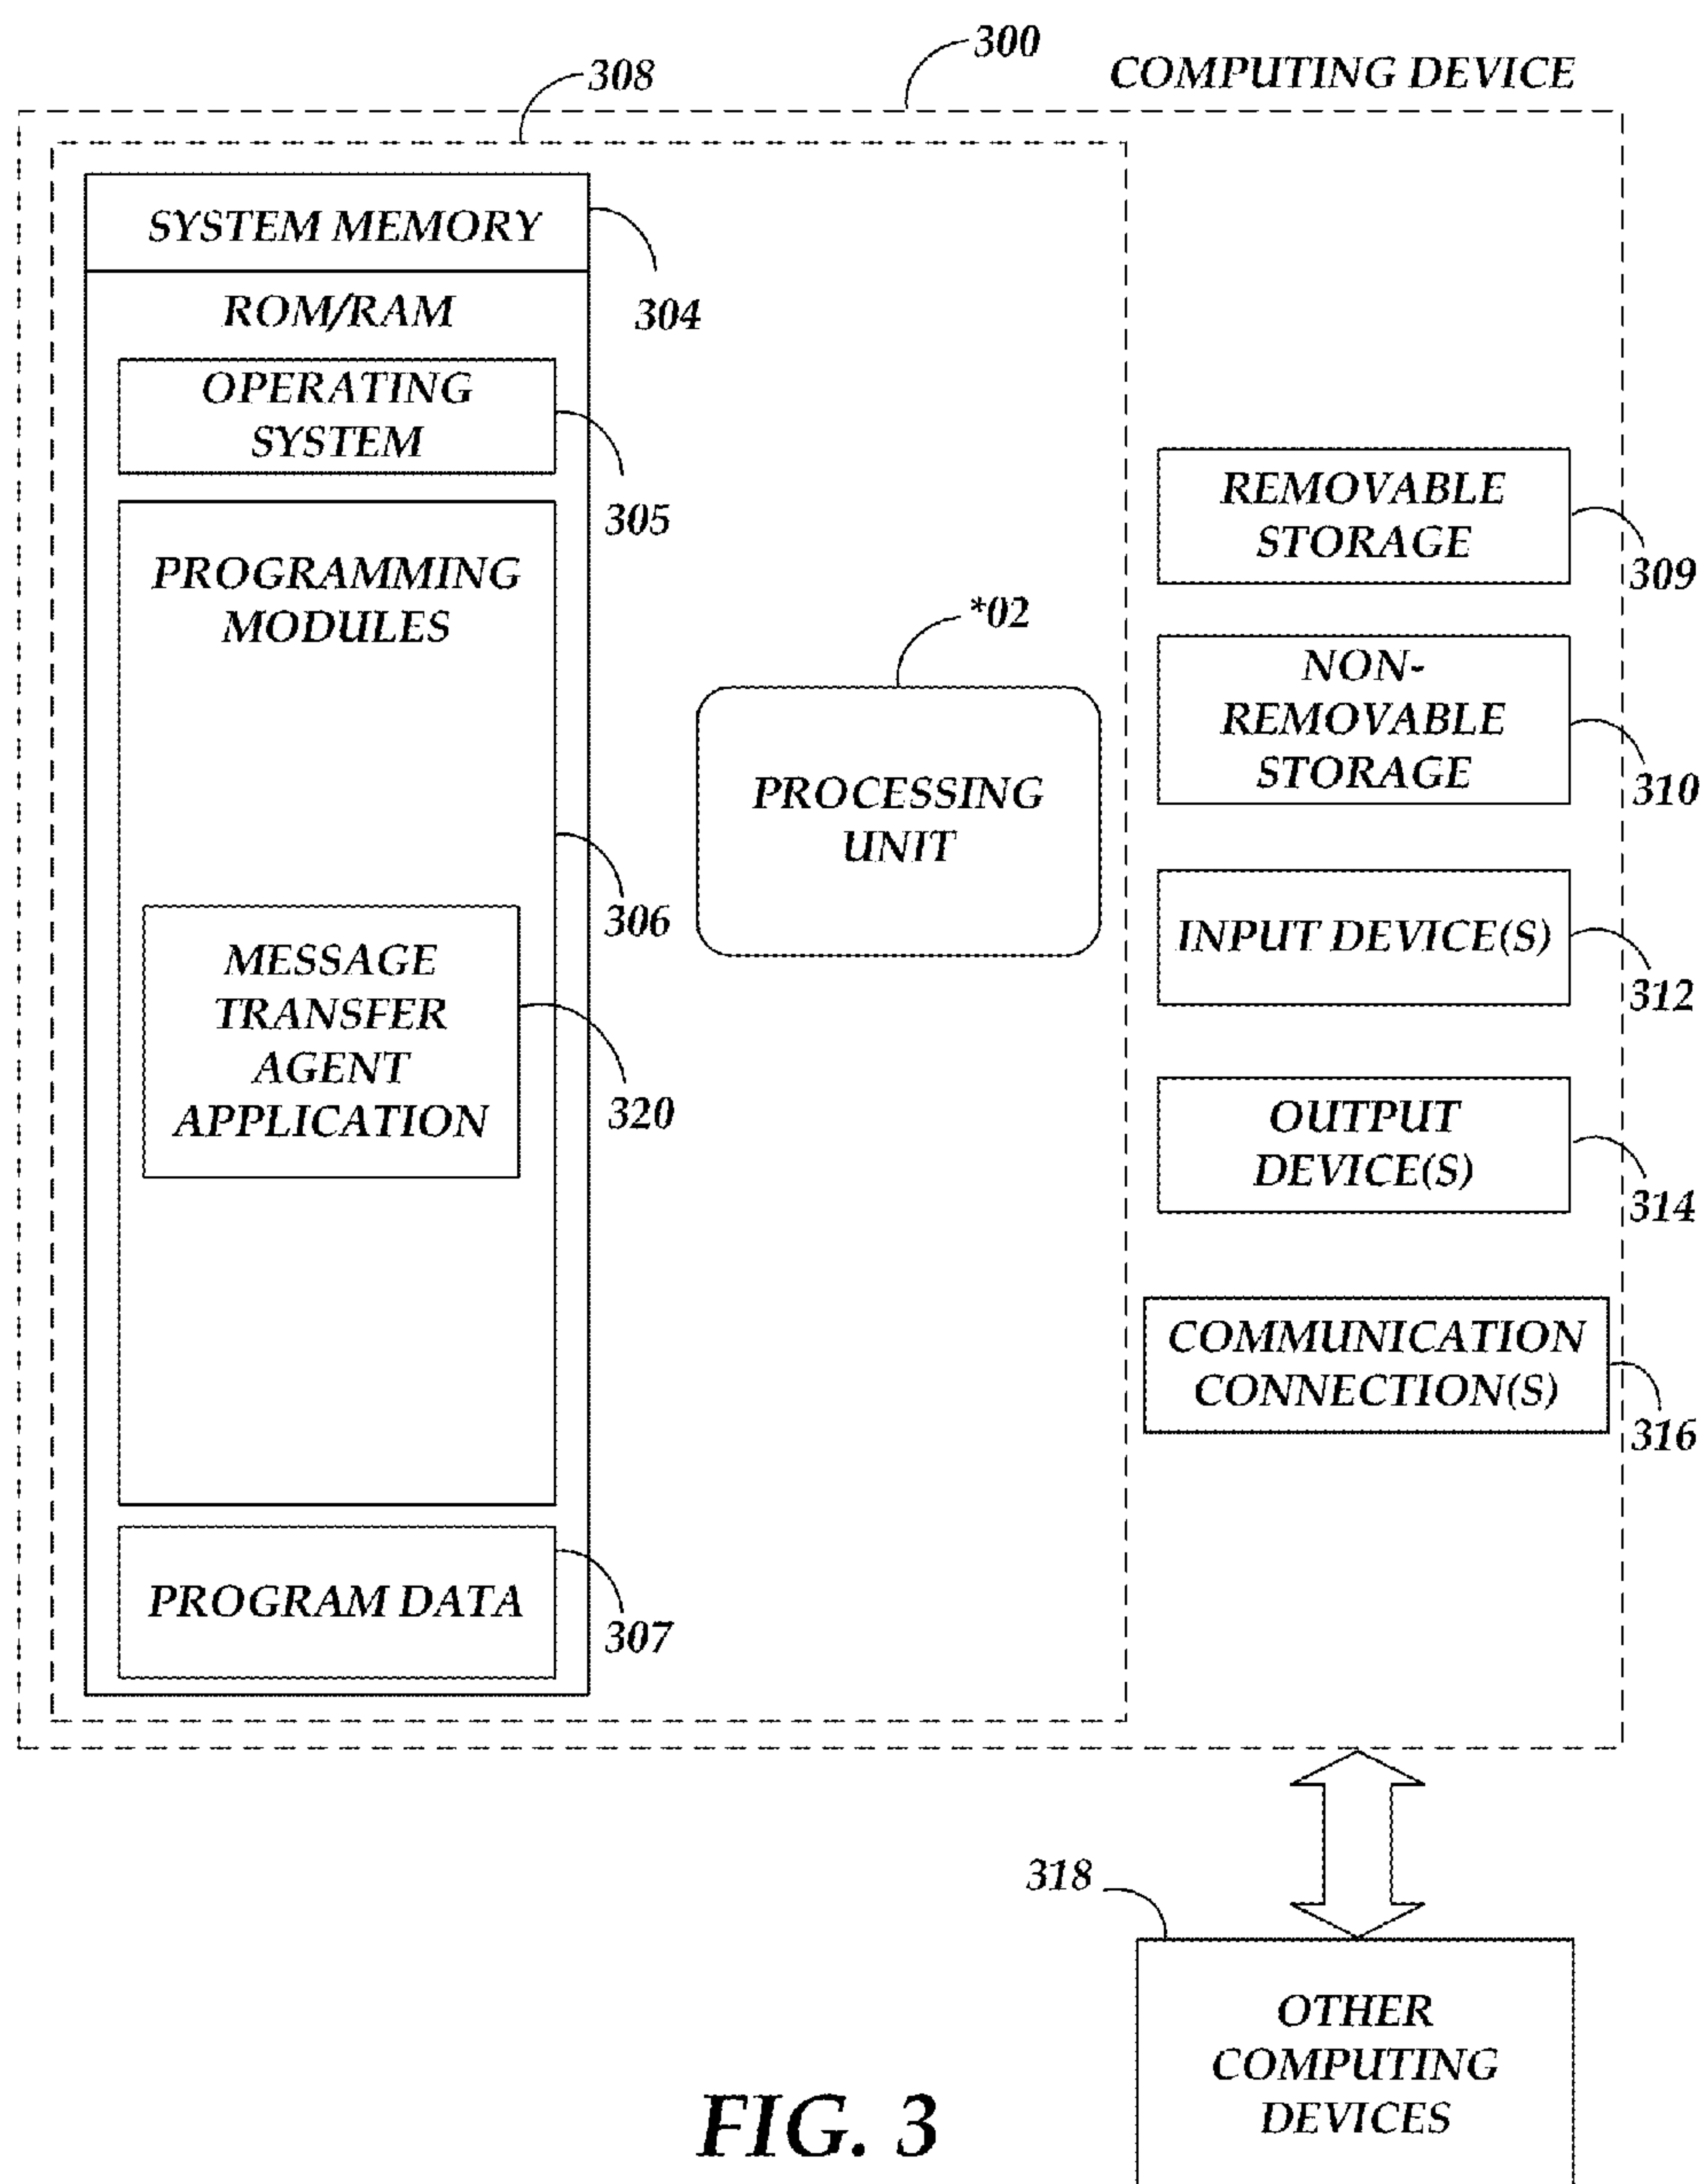 300
COMPUTING DEVICE
308
SYSTEM MEMORY
304
ROM/RAM
OPERATING
SYSTEM
305
PROGRAMMING
MODULES
306
MESSAGE
TRANSFER
AGENT
APPLICATION
320
PROGRAM DATA
307
*02
PROCESSING
UNIT
REMOVABLE
STORAGE
309
NON-
REMOVABLE
STORAGE
310
INPUT DEVICE(S)
312
OUTPUT
DEVICE(S)
314
COMMUNICATION
CONNECTION(S)
316
318
OTHER
COMPUTING
DEVICES
FIG. 3